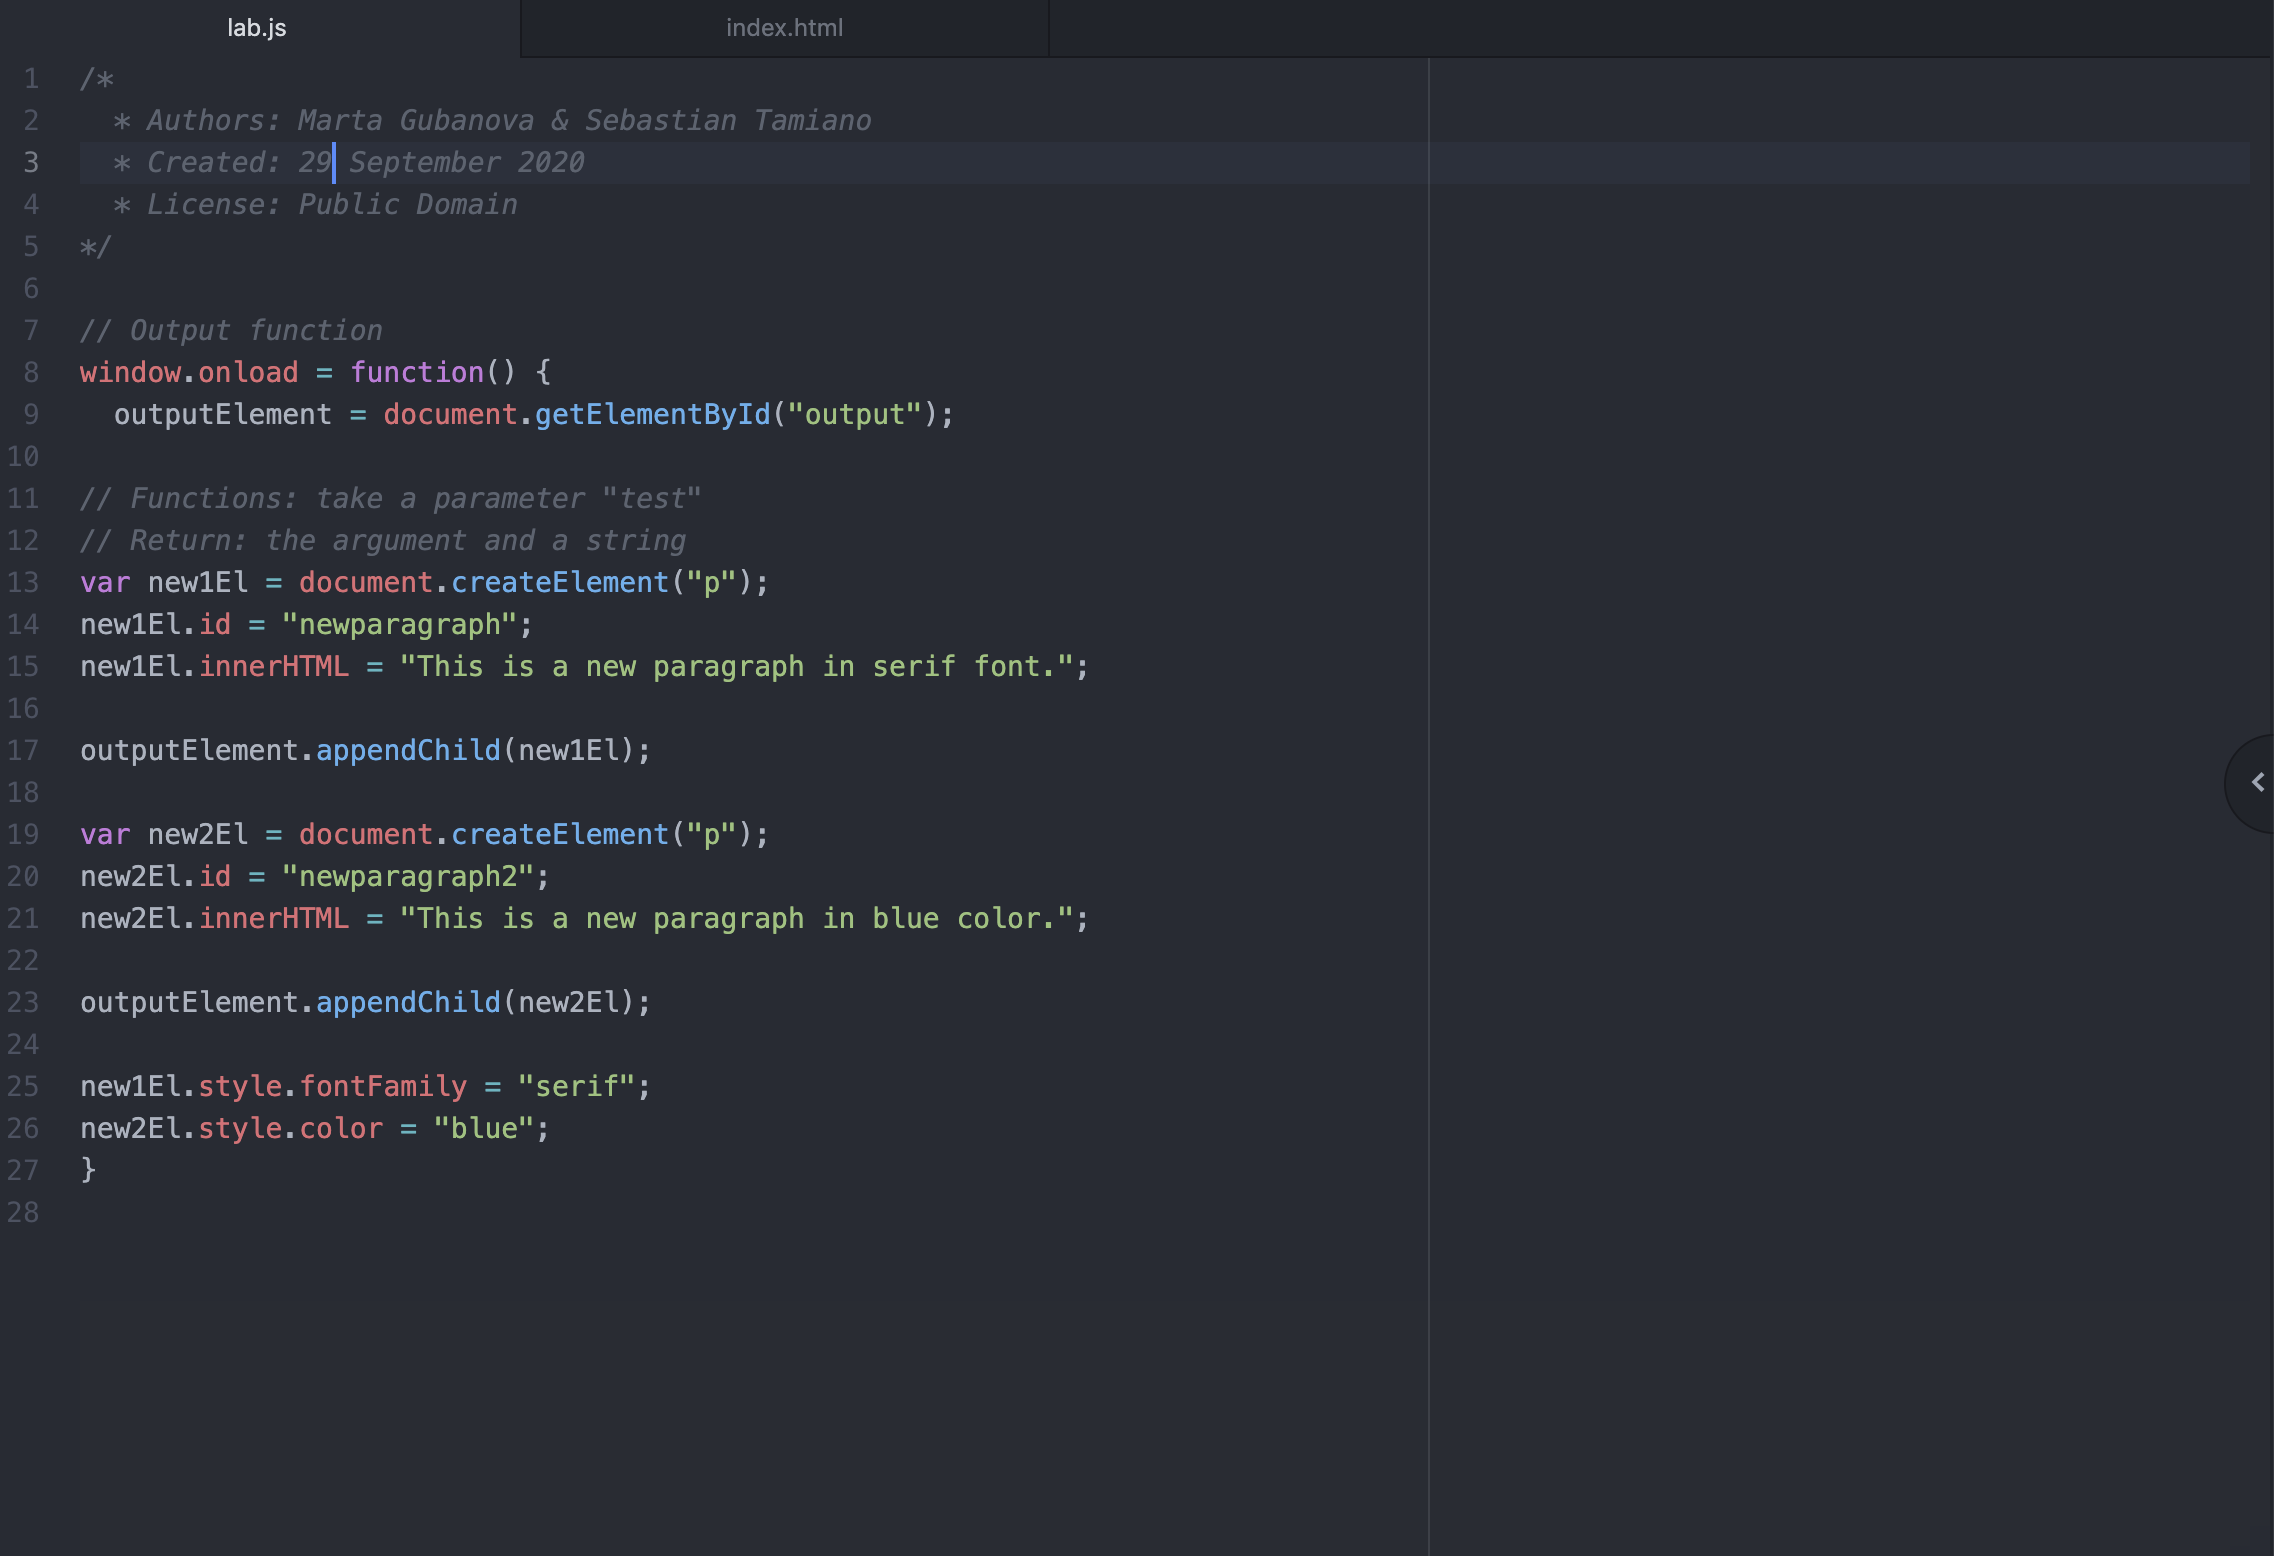 lab.js
index.html
1 /*
2   * Authors: Marta Gubanova & Sebastian Tamiano
3   * Created: 29 September 2020
4   * License: Public Domain
5 */
6
7 // Output function
8 window.onload = function() {
9   outputElement = document.getElementById("output");
10
11 // Functions: take a parameter "test"
12 // Return: the argument and a string
13 var new1El = document.createElement("p");
14 new1El.id = "newparagraph";
15 new1El.innerHTML = "This is a new paragraph in serif font.";
16
17 outputElement.appendChild(new1El);
18
19 var new2El = document.createElement("p");
20 new2El.id = "newparagraph2";
21 new2El.innerHTML = "This is a new paragraph in blue color.";
22
23 outputElement.appendChild(new2El);
24
25 new1El.style.fontFamily = "serif";
26 new2El.style.color = "blue";
27 }
28